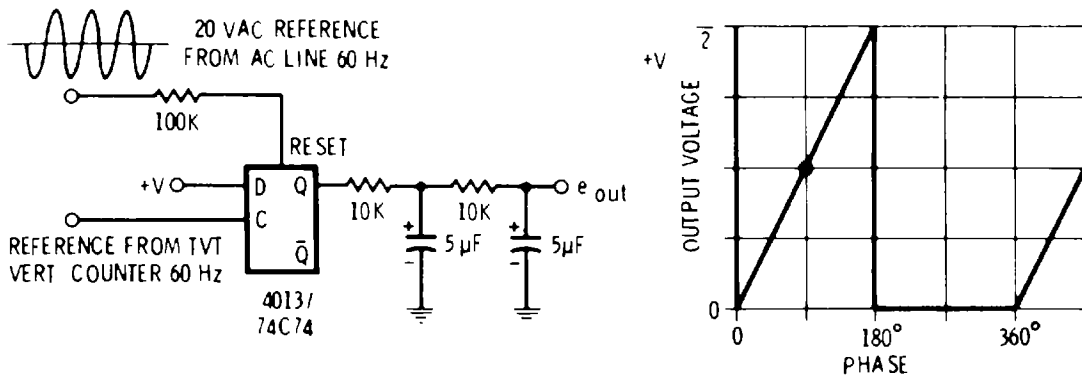 20 VAC REFERENCE
FROM AC LINE 60 Hz
100K
RESET
+V
D
Q
C
Q̅
10K
10K
e out
+
5 µF
-
+
5µF
-
REFERENCE FROM TVT
VERT COUNTER 60 Hz
4013/
74C74
+V
2
OUTPUT VOLTAGE
0
0
180°
360°
PHASE